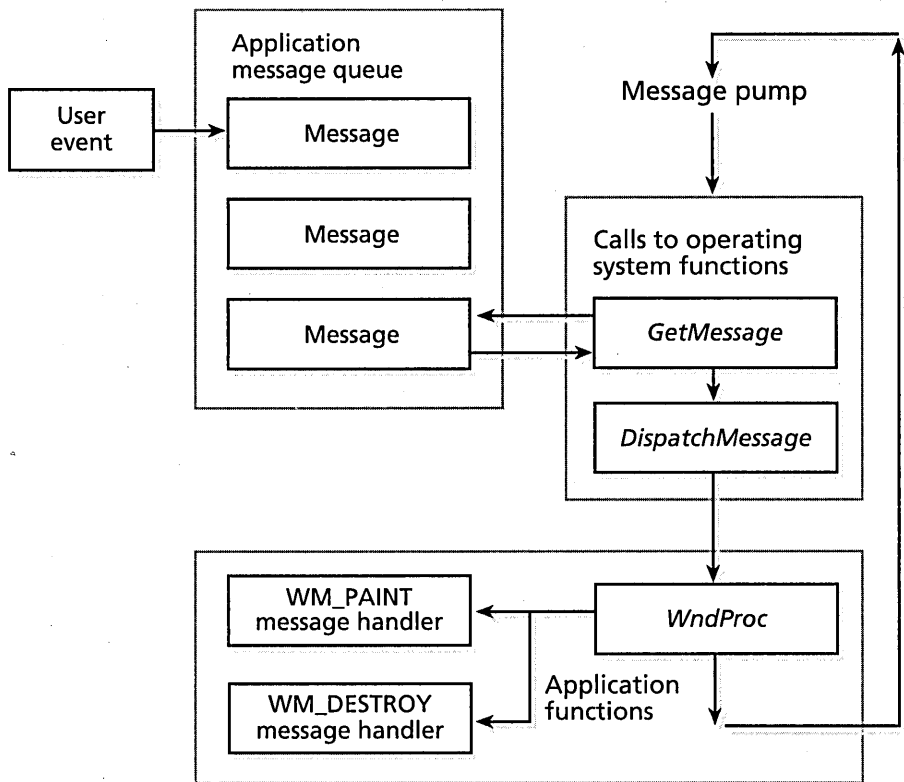 Application
message queue
User
event
Message
Message
Message
Message pump
Calls to operating
system functions
GetMessage
DispatchMessage
WM_PAINT
message handler
WM_DESTROY
message handler
WndProc
Application
functions